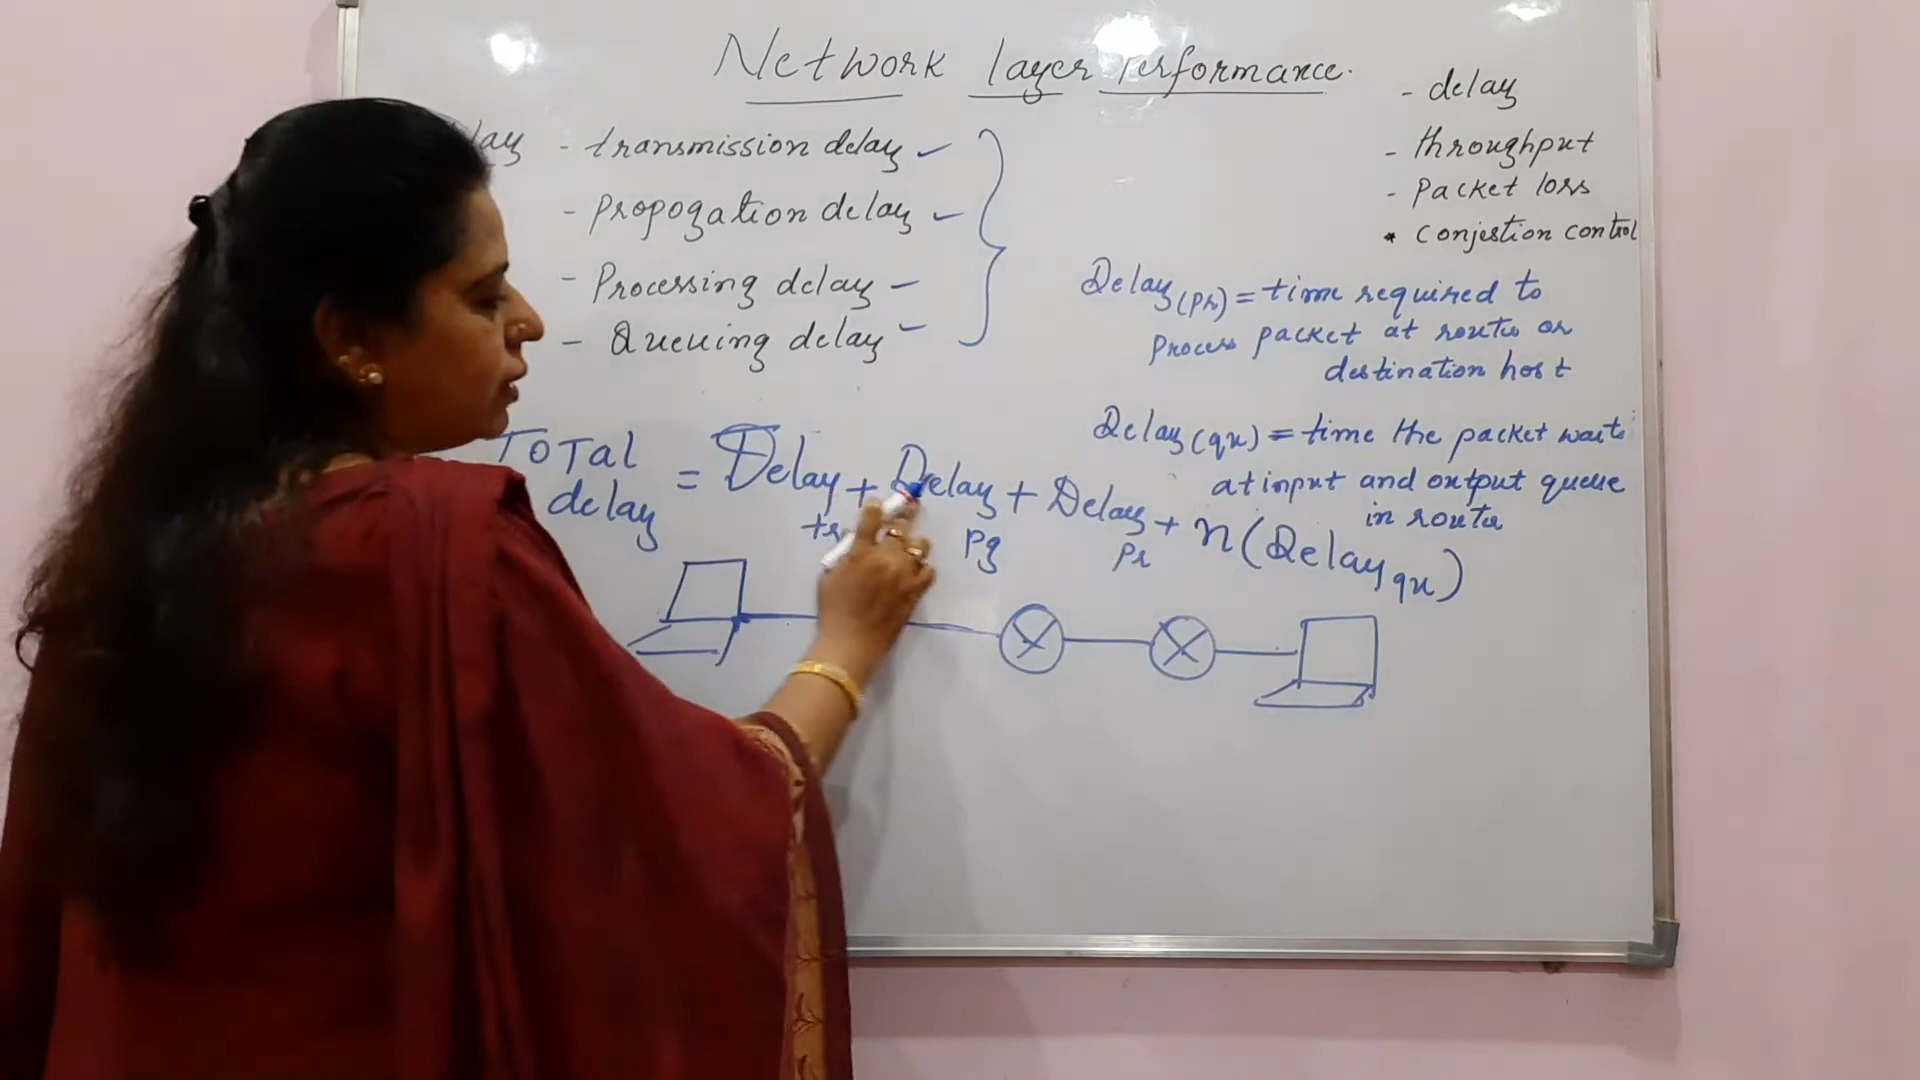 Network layer Performance.
- delay
- throughput
- Packet loss
* conjestion control
- transmission delay
- Propogation delay
- Processing delay
- Queuing delay
Delay(pr) = time required to
Process packet at router or
destination host
Delay(qu) = time the packet waits
at input and output queue
in router
Total delay = Delay tr + Delay pg + Delay pr + n(Delay qu)